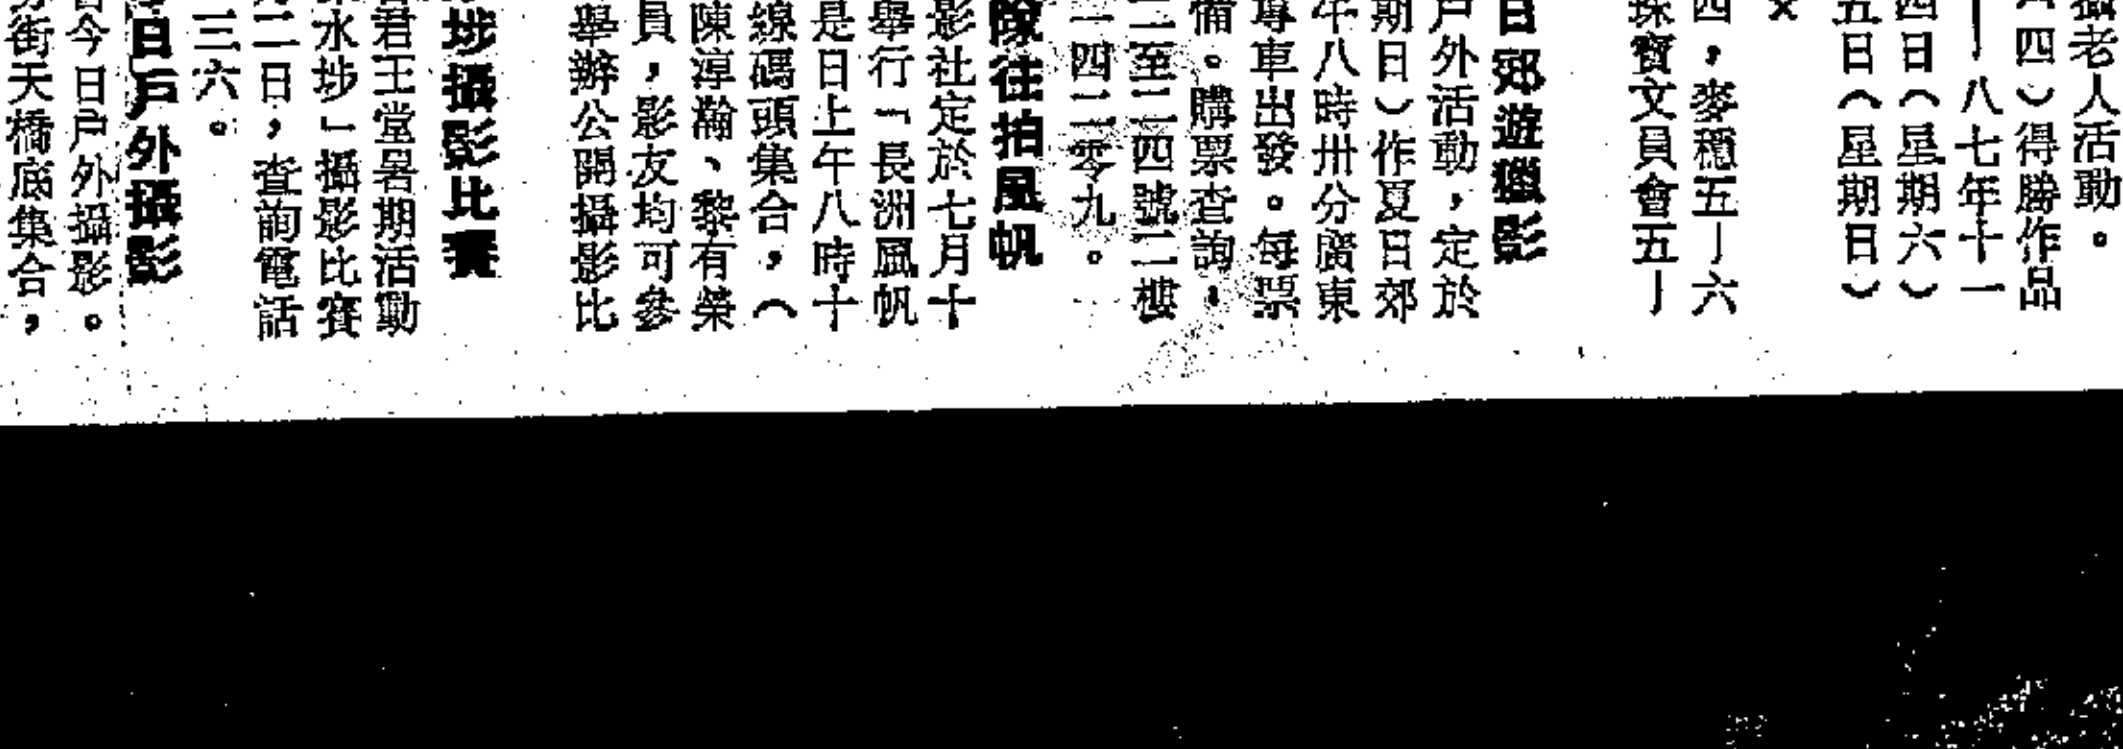 攝老人活動。
四）得勝作品
八七年十一
四日（星期六）
五日（星期日）
×
四，麥穗五－六
探寶文員會五－
日郊遊獵影
戶外活動，定於
期日）作夏日郊
午八時卅分廣東
專車出發。每票
備。購票查詢，
二至二四號二樓
一四二零九。
隊往拍風帆
影社定於七月十
舉行「長洲風帆
是日上午八時十
線碼頭集合，（
陳淳瀚、黎有榮
員，影友均可參
舉辦公開攝影比
埗攝影比賽
君王堂暑期活動
水埗」攝影比賽
二日，查詢電話
三六。
日戶外攝影
今日戶外攝影。
街天橋底集合，